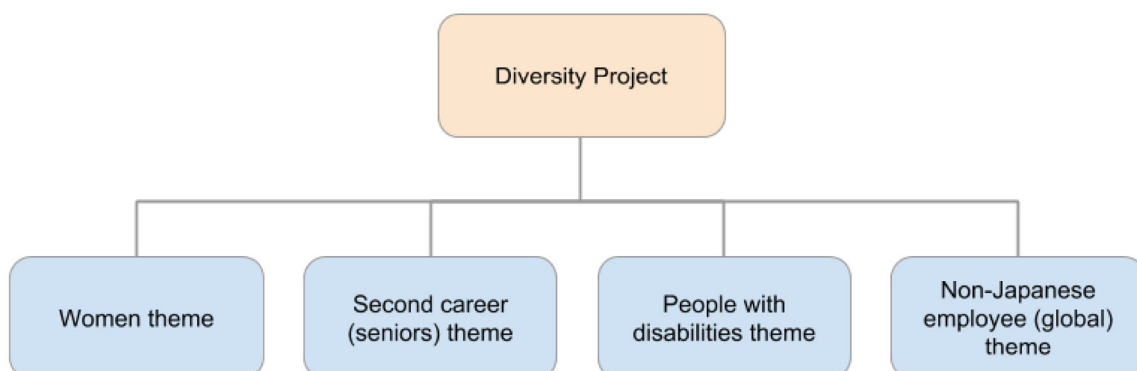 Diversity Project
Women theme
Second career
(seniors) theme
People with
disabilities theme
Non-Japanese
employee (global)
theme